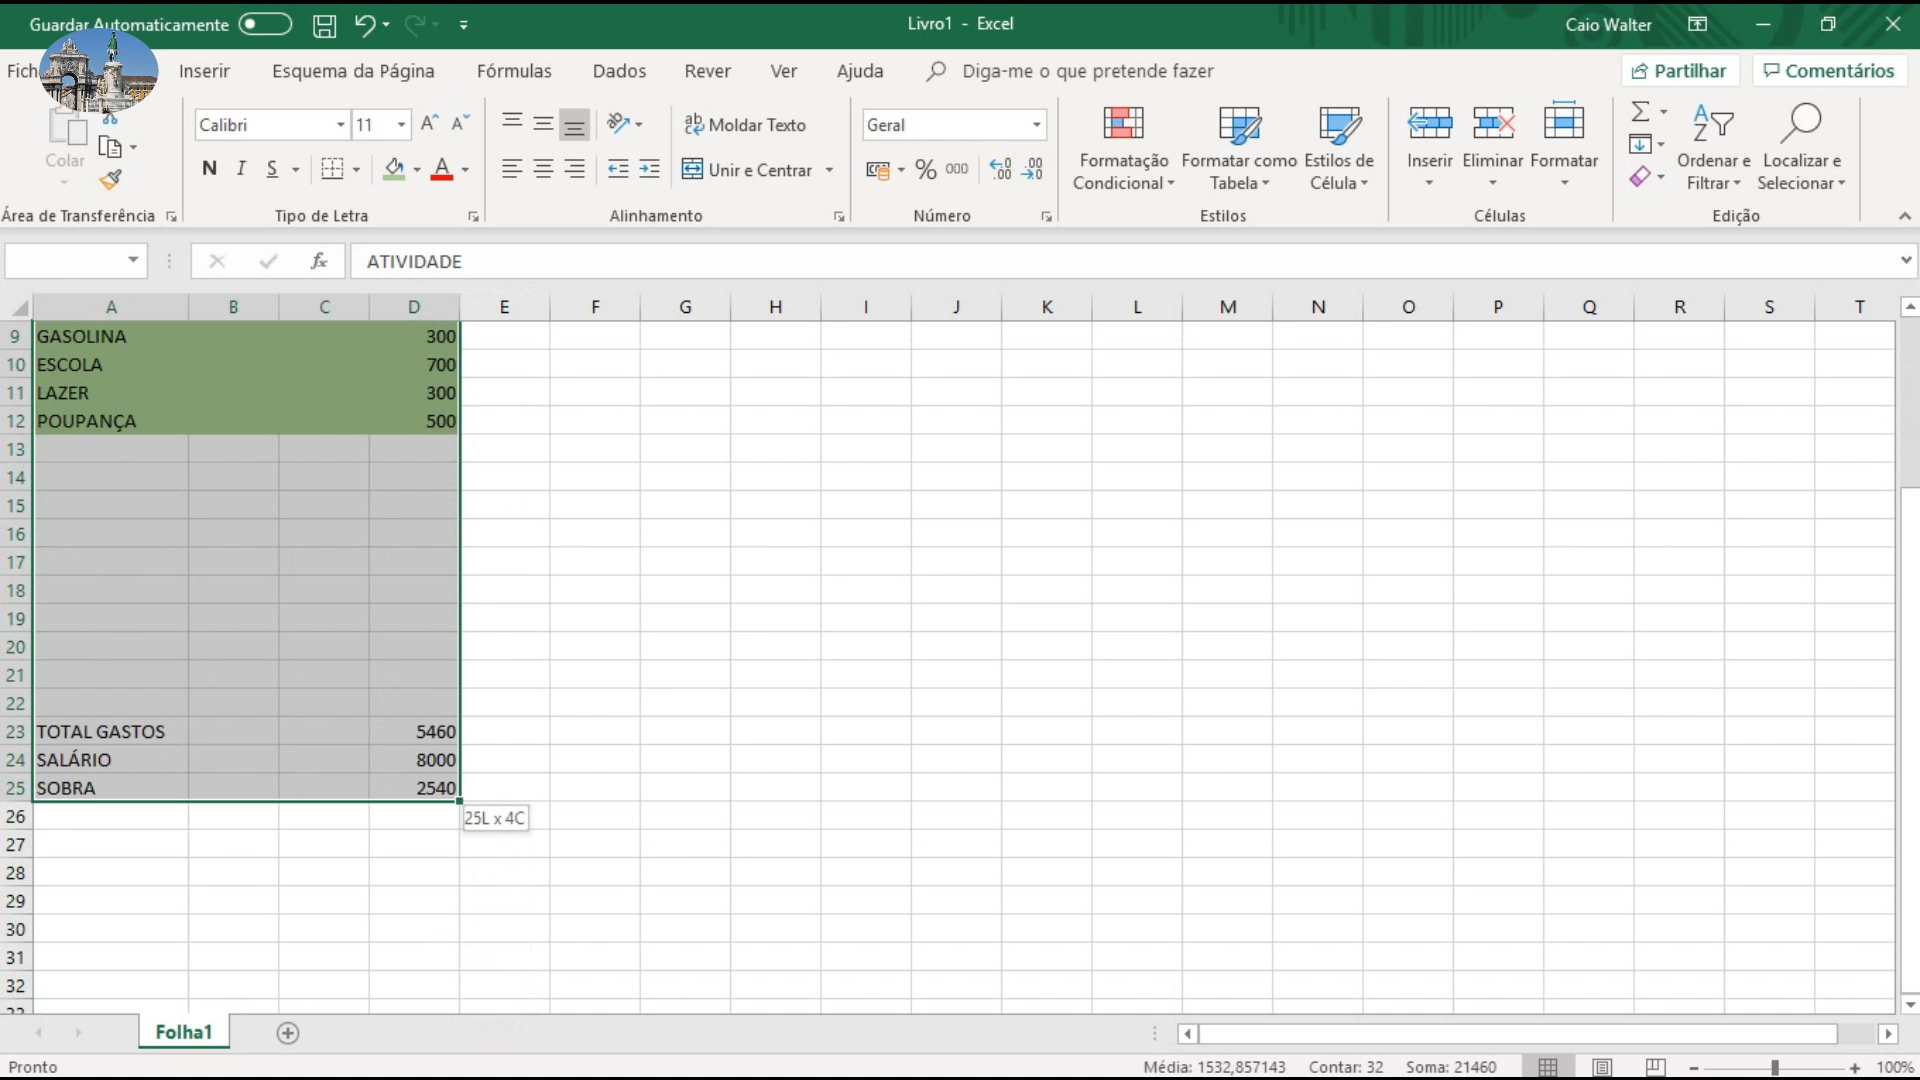 Guardar Automaticamente
Livro1 - Excel
Caio Walter
Inserir
Esquema da Página
Fórmulas
Dados
Rever
Ver
Ajuda
Diga-me o que pretende fazer
Partilhar
Comentários
Colar
Calibri
11
N I S
Moldar Texto
Unir e Centrar
Geral
% 000
Formatação Condicional
Formatar como Tabela
Estilos de Célula
Inserir
Eliminar
Formatar
Ordenar e Filtrar
Localizar e Selecionar
Área de Transferência
Tipo de Letra
Alinhamento
Número
Estilos
Células
Edição
fx
ATIVIDADE
A B C D E F G H I J K L M N O P Q R S T
9 GASOLINA 300
10 ESCOLA 700
11 LAZER 300
12 POUPANÇA 500
13
14
15
16
17
18
19
20
21
22
23 TOTAL GASTOS 5460
24 SALÁRIO 8000
25 SOBRA 2540
26
25L x 4C
27
28
29
30
31
32
Folha1
Pronto
Média: 1532,857143
Contar: 32
Soma: 21460
100%